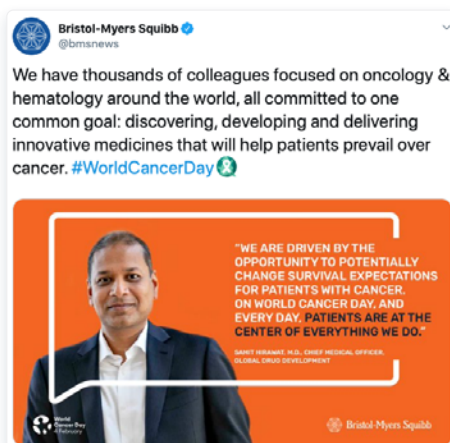 Bristol-Myers Squibb
@bmsnews
We have thousands of colleagues focused on oncology &
hematology around the world, all committed to one
common goal: discovering, developing and delivering
innovative medicines that will help patients prevail over
cancer. #WorldCancerDay
"WE ARE DRIVEN BY THE
OPPORTUNITY TO POTENTIALLY
CHANGE SURVIVAL EXPECTATIONS
FOR PATIENTS WITH CANCER.
ON WORLD CANCER DAY, AND
EVERY DAY, PATIENTS ARE AT THE
CENTER OF EVERYTHING WE DO."
SAMIT HIRAWAT, M.D., CHIEF MEDICAL OFFICER,
GLOBAL DRUG DEVELOPMENT
World
Cancer Day
4 February
Bristol-Myers Squibb